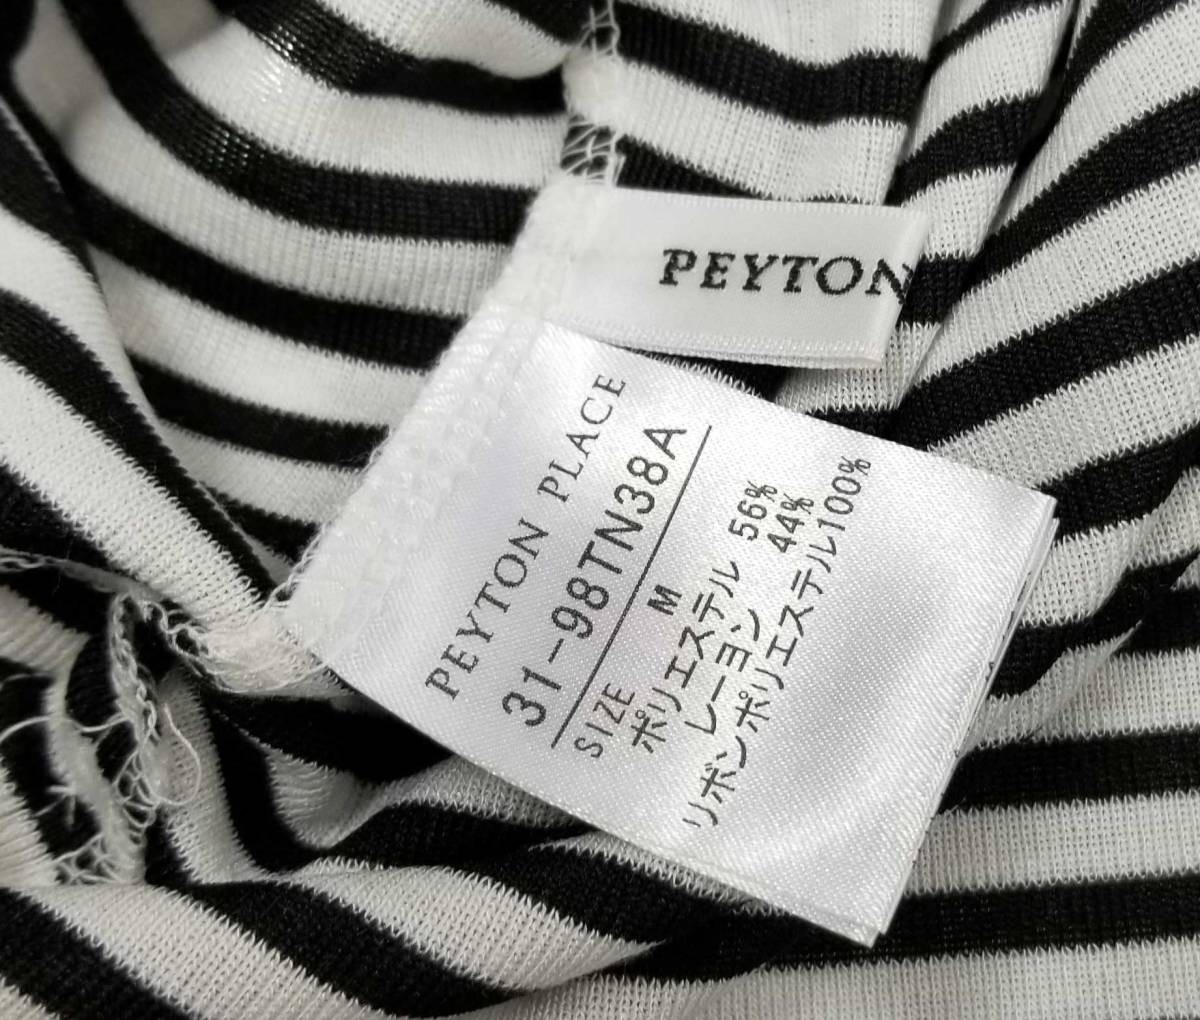 PEYTON
PEYTON PLACE
31-98TN38A
SIZE M
ポリエステル 56%
レーヨン 44%
リボンポリエステル100%